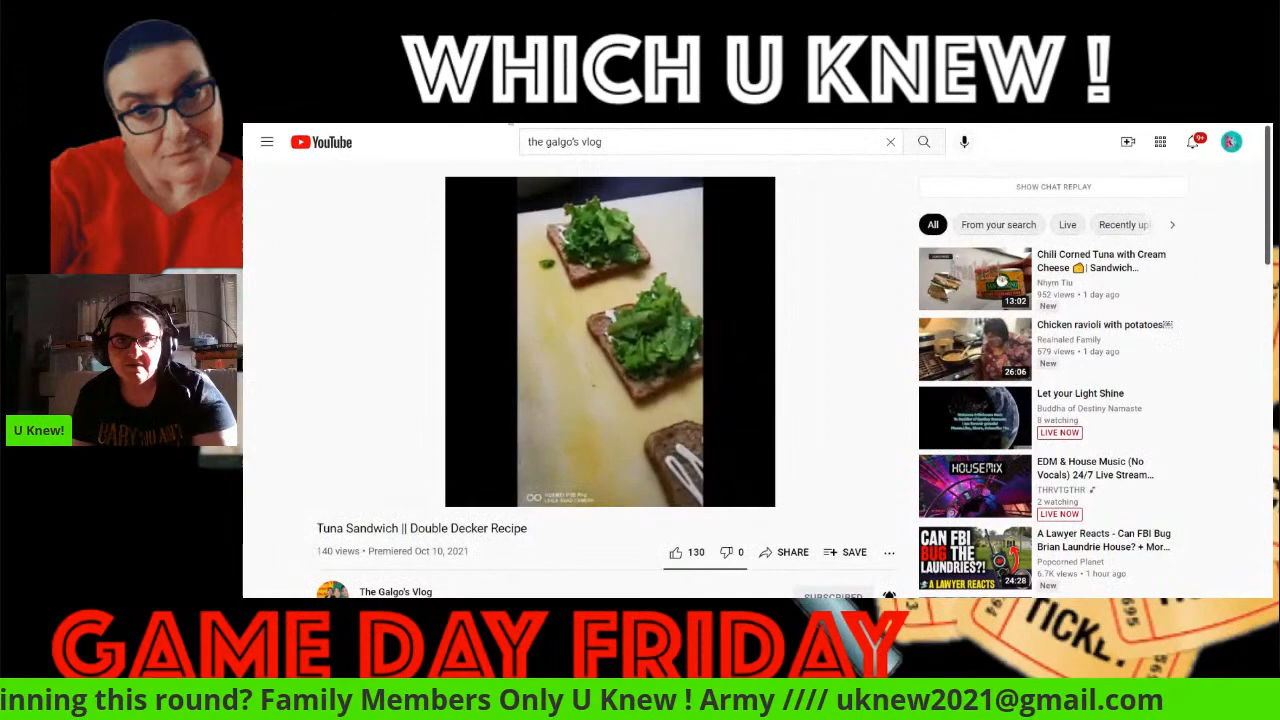 WHICH U KNEW !
YouTube
the galgo's vlog
9+
SHOW CHAT REPLAY
All
From your search
Live
Recently upl
Chili Corned Tuna with Cream
Cheese 🧀| Sandwich...
Nhym Tiu
952 views • 1 day ago
New
13:02
Chicken ravioli with potatoes
Realnaled Family
579 views • 1 day ago
New
26:06
Let your Light Shine
Buddha of Destiny Namaste
8 watching
LIVE NOW
HOUSEMIX
EDM & House Music (No
Vocals) 24/7 Live Stream...
THRVTGTHR
2 watching
LIVE NOW
CAN FBI
BUG THE
LAUNDRIES?!
A LAWYER REACTS
24:28
A Lawyer Reacts - Can FBI Bug
Brian Laundrie House? + Mor...
Popcorned Planet
6.7K views • 1 hour ago
New
U Knew!
Tuna Sandwich || Double Decker Recipe
140 views • Premiered Oct 10, 2021
130
0
SHARE
SAVE
The Galgo's Vlog
SUBSCRIBED
GAME DAY FRIDAY
TICK
inning this round? Family Members Only U Knew ! Army //// uknew2021@gmail.com